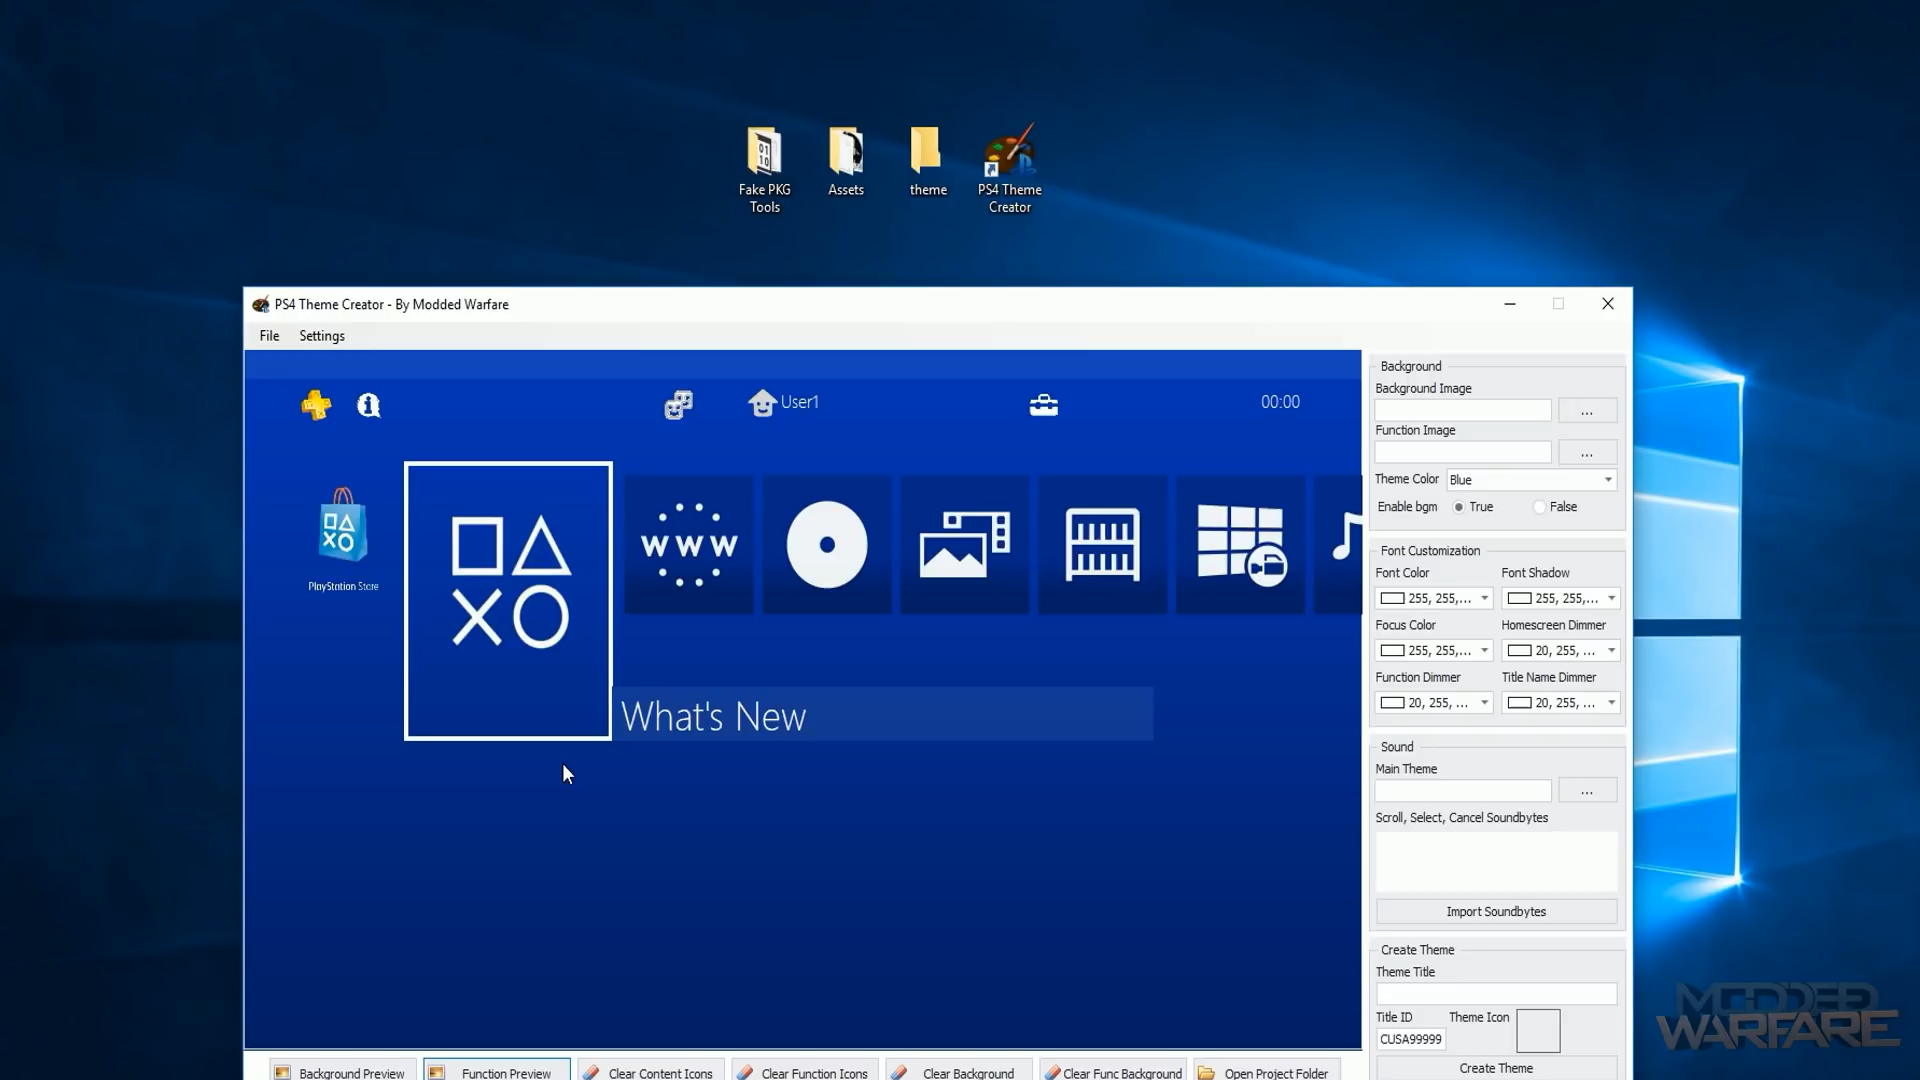 01
10
Fake PKG
Tools
Assets
theme
PS4 Theme
Creator
PS4 Theme Creator - By Modded Warfare
File
Settings
User1
00:00
PlayStation Store
WWW
What's New
Background
Background Image
...
Function Image
...
Theme Color
Blue
Enable bgm
True
False
Font Customization
Font Color
Font Shadow
255, 255,...
255, 255,...
Focus Color
Homescreen Dimmer
255, 255,...
20, 255, ...
Function Dimmer
Title Name Dimmer
20, 255, ...
20, 255, ...
Sound
Main Theme
...
Scroll, Select, Cancel Soundbytes
Import Soundbytes
Create Theme
Theme Title
Title ID
Theme Icon
CUSA99999
Create Theme
Background Preview
Function Preview
Clear Content Icons
Clear Function Icons
Clear Background
Clear Func Background
Open Project Folder
MODDED
WARFARE